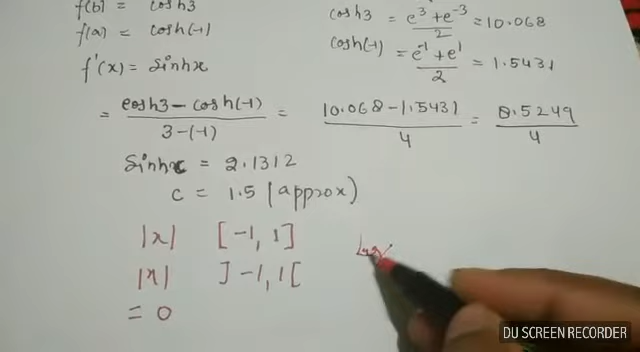 f(b) = cosh3
f(a) = cosh(-1)
f'(x) = sinhx
cosh3 = e^3 + e^-3 / 2 = 10.068
cosh(-1) = e^-1 + e^1 / 2 = 1.5431
= cosh3 - cosh(-1) / 3-(-1) = 10.068 - 1.5431 / 4 = 8.5249 / 4
sinhc = 2.1312
c = 1.5 (approx)
|x| [-1, 1]
|x| ]-1, 1[
= 0
DU SCREEN RECORDER